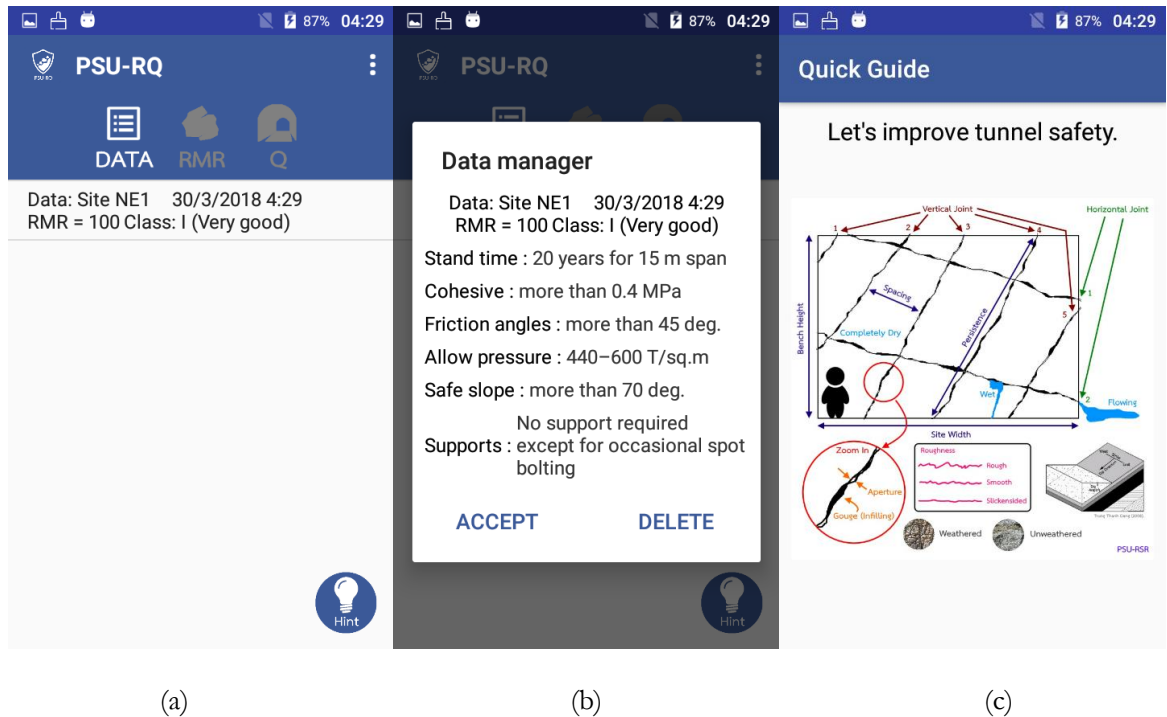 87% 04:29
PSU-RQ
PSU-RQ
DATA RMR Q
Data: Site NE1 30/3/2018 4:29
RMR = 100 Class: I (Very good)
Hint
(a)
87% 04:29
PSU-RQ
PSU-RQ
Data manager
Data: Site NE1 30/3/2018 4:29
RMR = 100 Class: I (Very good)
Stand time : 20 years for 15 m span
Cohesive : more than 0.4 MPa
Friction angles : more than 45 deg.
Allow pressure : 440–600 T/sq.m
Safe slope : more than 70 deg.
Supports : No support required
except for occasional spot
bolting
ACCEPT DELETE
Hint
(b)
87% 04:29
Quick Guide
Let's improve tunnel safety.
Vertical Joint
Horizontal Joint
1 2 3 4
Spacing
Persistence
1
5
Bench Height
Completely Dry
Wet
2
Flowing
Site Width
Zoom In
Aperture
Gouge (Infilling)
Roughness
Rough
Smooth
Slickensided
Weathered
Unweathered
PSU-RSR
(c)